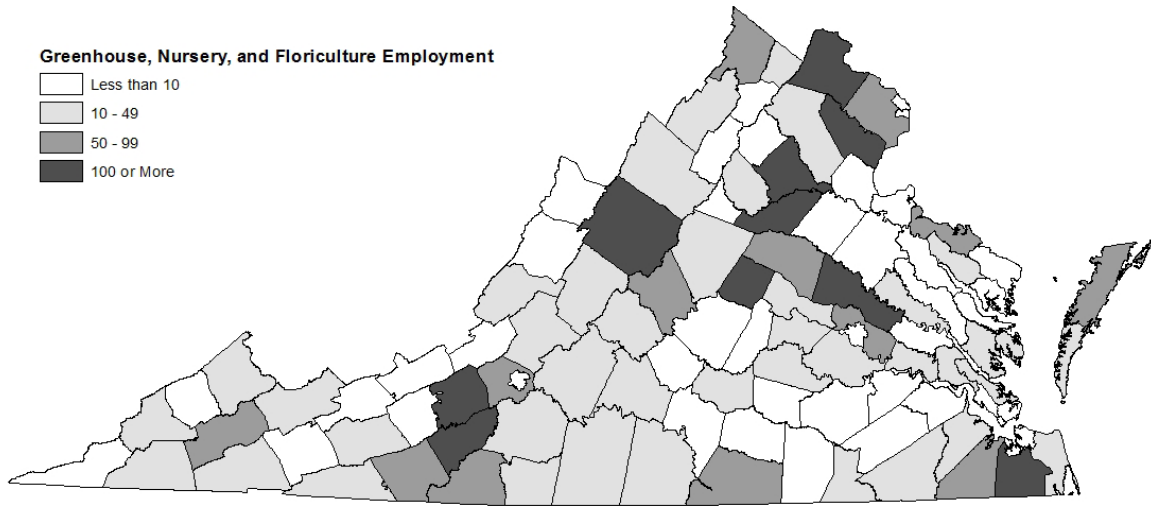 Greenhouse, Nursery, and Floriculture Employment
Less than 10
10 - 49
50 - 99
100 or More